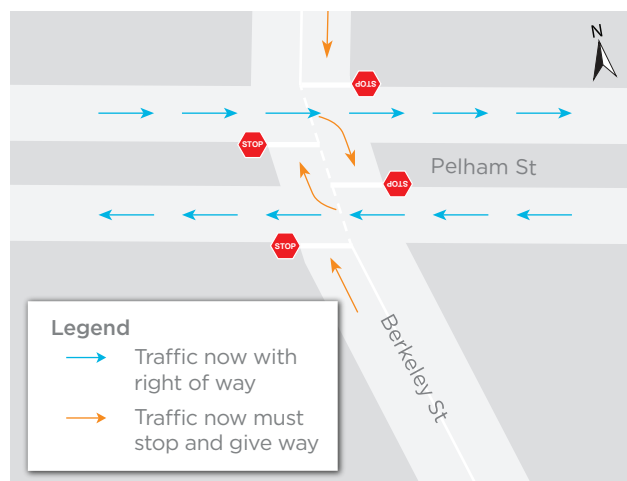 N
STOP
STOP
Pelham St
STOP
STOP
Berkeley St
Legend
Traffic now with
right of way
Traffic now must
stop and give way